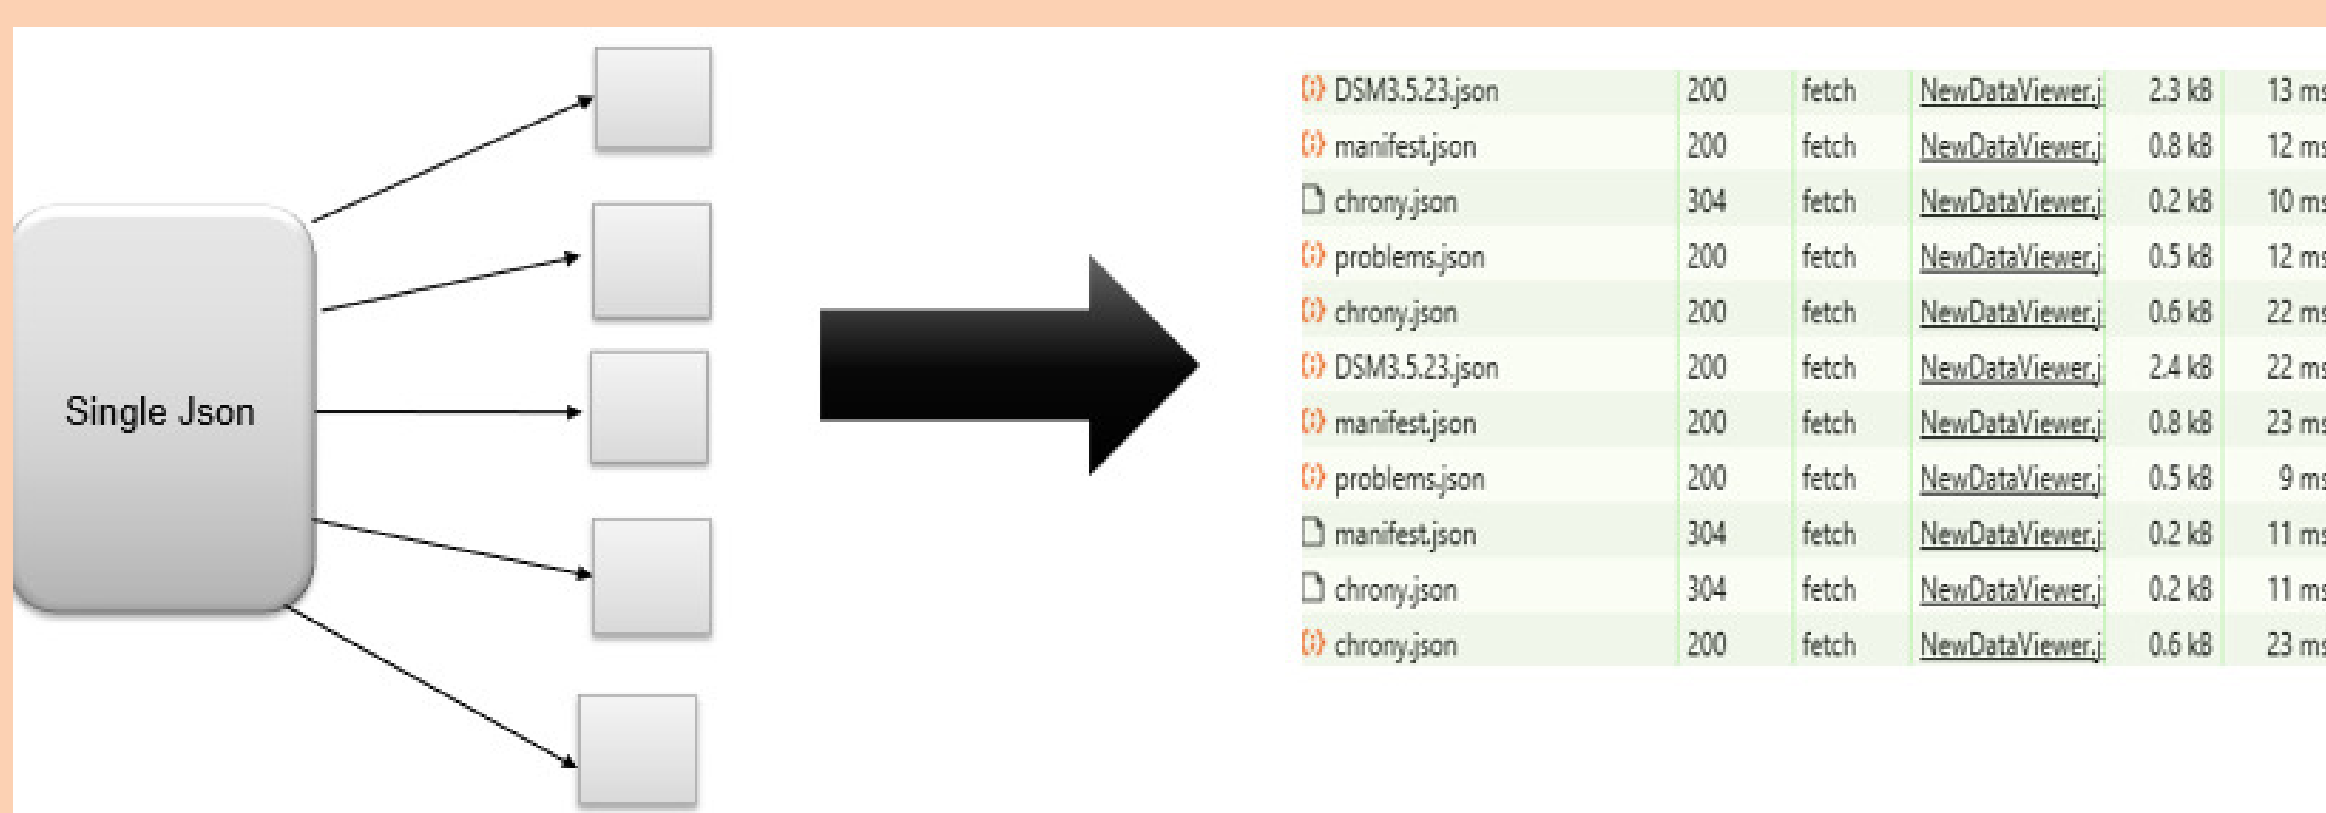 Single Json
DSM3.5.23.json 200 fetch NewDataViewer.j 2.3 kB 13 ms
manifest.json 200 fetch NewDataViewer.j 0.8 kB 12 ms
chrony.json 304 fetch NewDataViewer.j 0.2 kB 10 ms
problems.json 200 fetch NewDataViewer.j 0.5 kB 12 ms
chrony.json 200 fetch NewDataViewer.j 0.6 kB 22 ms
DSM3.5.23.json 200 fetch NewDataViewer.j 2.4 kB 22 ms
manifest.json 200 fetch NewDataViewer.j 0.8 kB 23 ms
problems.json 200 fetch NewDataViewer.j 0.5 kB 9 ms
manifest.json 304 fetch NewDataViewer.j 0.2 kB 11 ms
chrony.json 304 fetch NewDataViewer.j 0.2 kB 11 ms
chrony.json 200 fetch NewDataViewer.j 0.6 kB 23 ms